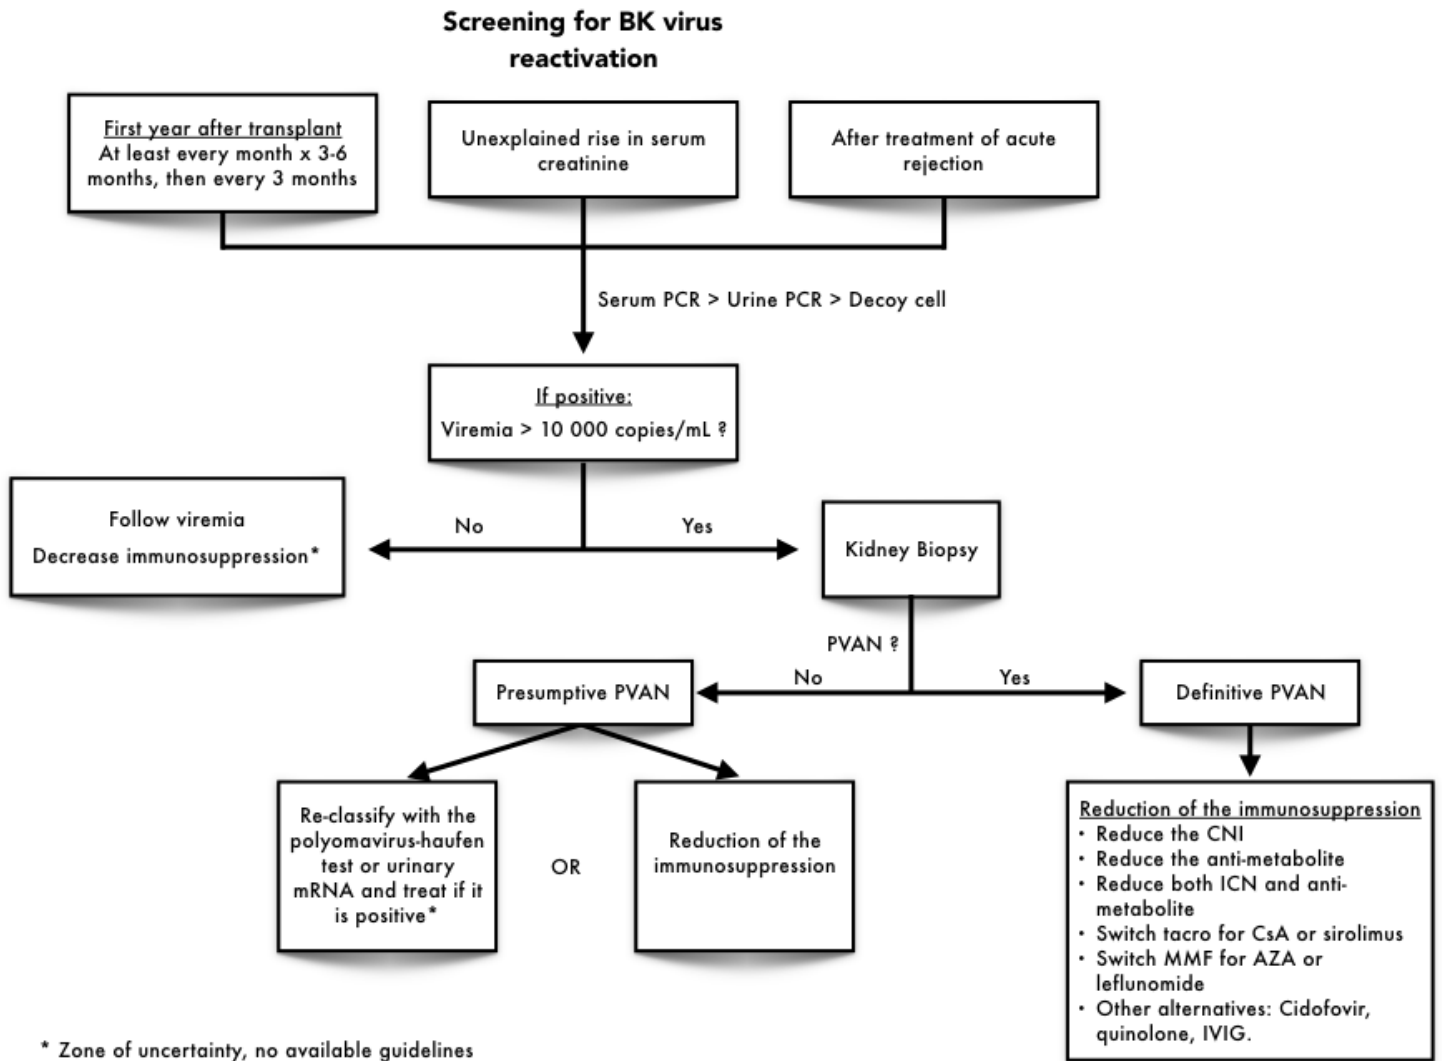 Screening for BK virus
reactivation
First year after transplant
At least every month x 3-6
months, then every 3 months
Unexplained rise in serum
creatinine
After treatment of acute
rejection
Serum PCR > Urine PCR > Decoy cell
If positive:
Viremia > 10 000 copies/mL ?
No
Yes
Follow viremia
Decrease immunosuppression*
Kidney Biopsy
PVAN ?
No
Yes
Presumptive PVAN
Definitive PVAN
Re-classify with the
polyomavirus-haufen
test or urinary
mRNA and treat if it
is positive*
OR
Reduction of the
immunosuppression
Reduction of the immunosuppression
• Reduce the CNI
• Reduce the anti-metabolite
• Reduce both ICN and anti-
metabolite
• Switch tacro for CsA or sirolimus
• Switch MMF for AZA or
leflunomide
• Other alternatives: Cidofovir,
quinolone, IVIG.
* Zone of uncertainty, no available guidelines